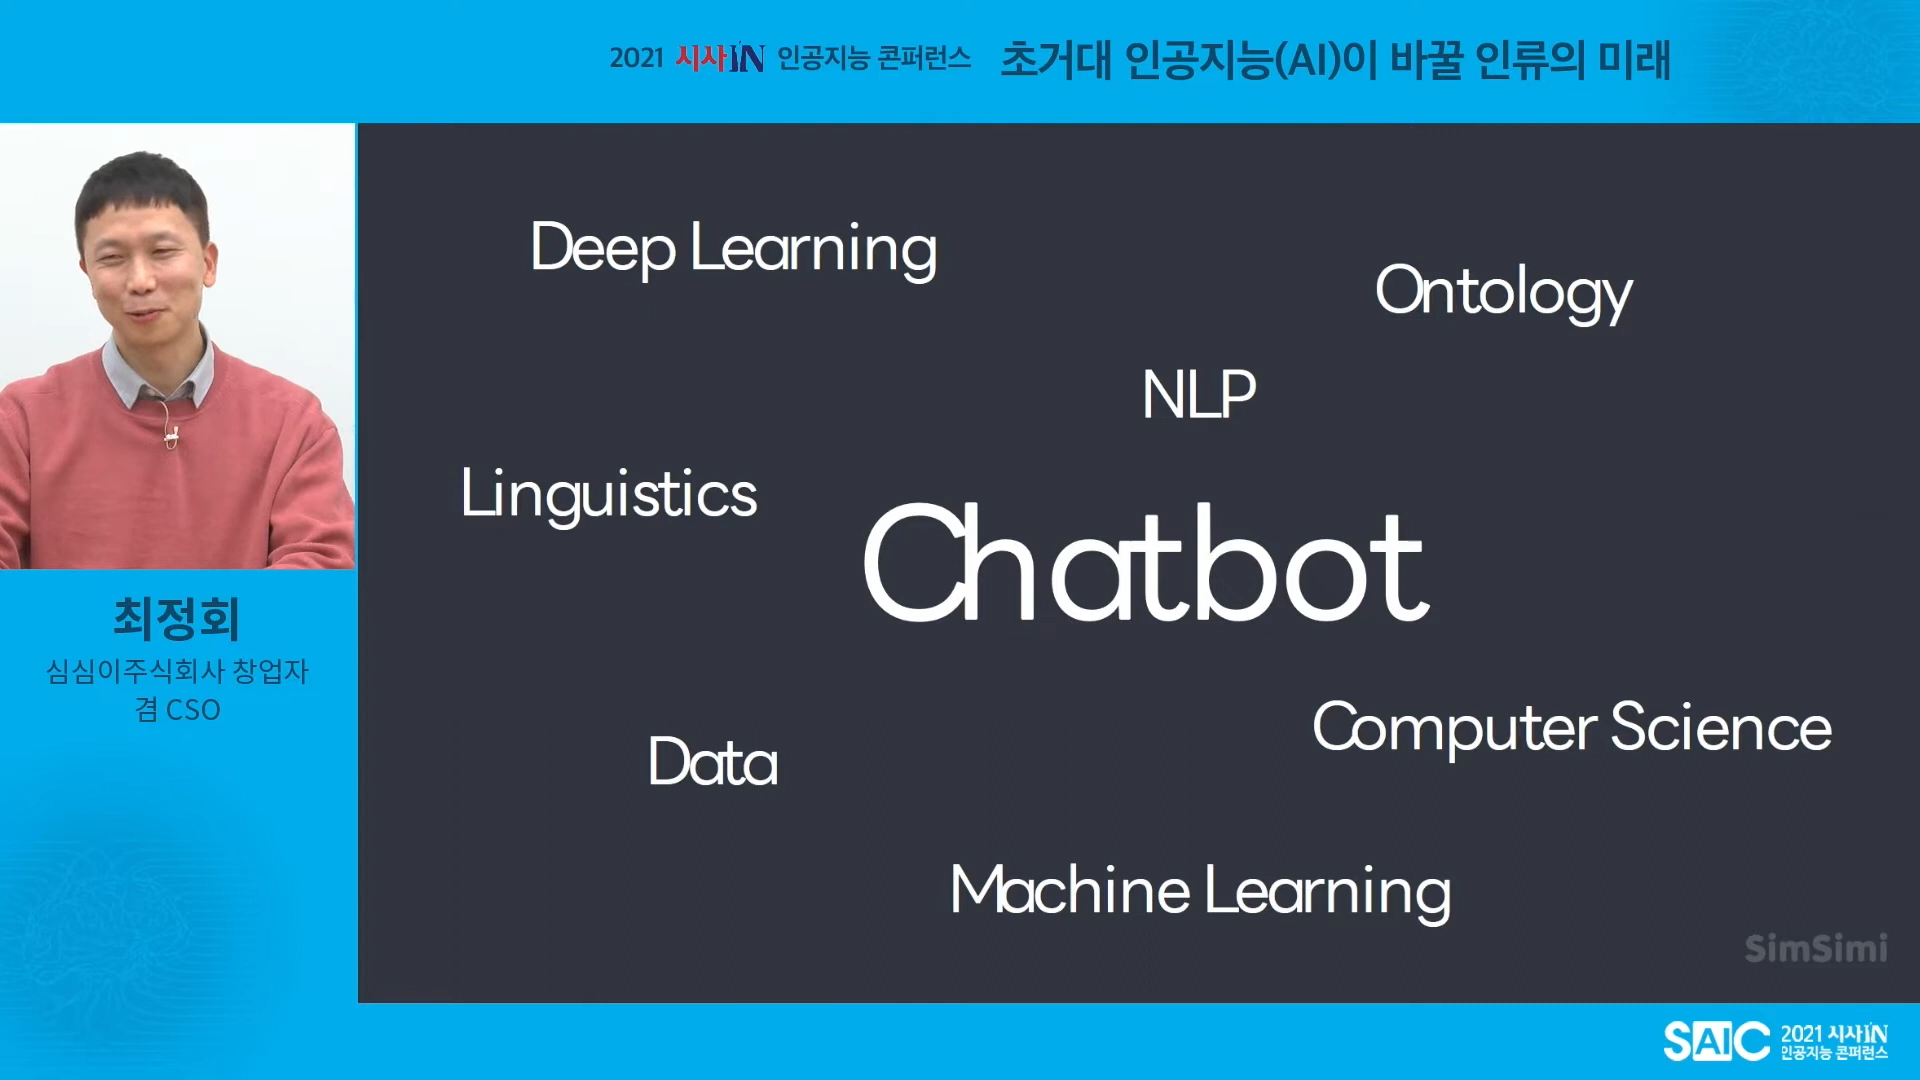 2021 시사IN 인공지능 콘퍼런스 초거대 인공지능(AI)이 바꿀 인류의 미래
Deep Learning
Ontology
NLP
Linguistics
Chatbot
최정회
심심이주식회사 창업자
겸 CSO
Computer Science
Data
Machine Learning
SimSimi
SAIC 2021 시사IN
인공지능 콘퍼런스